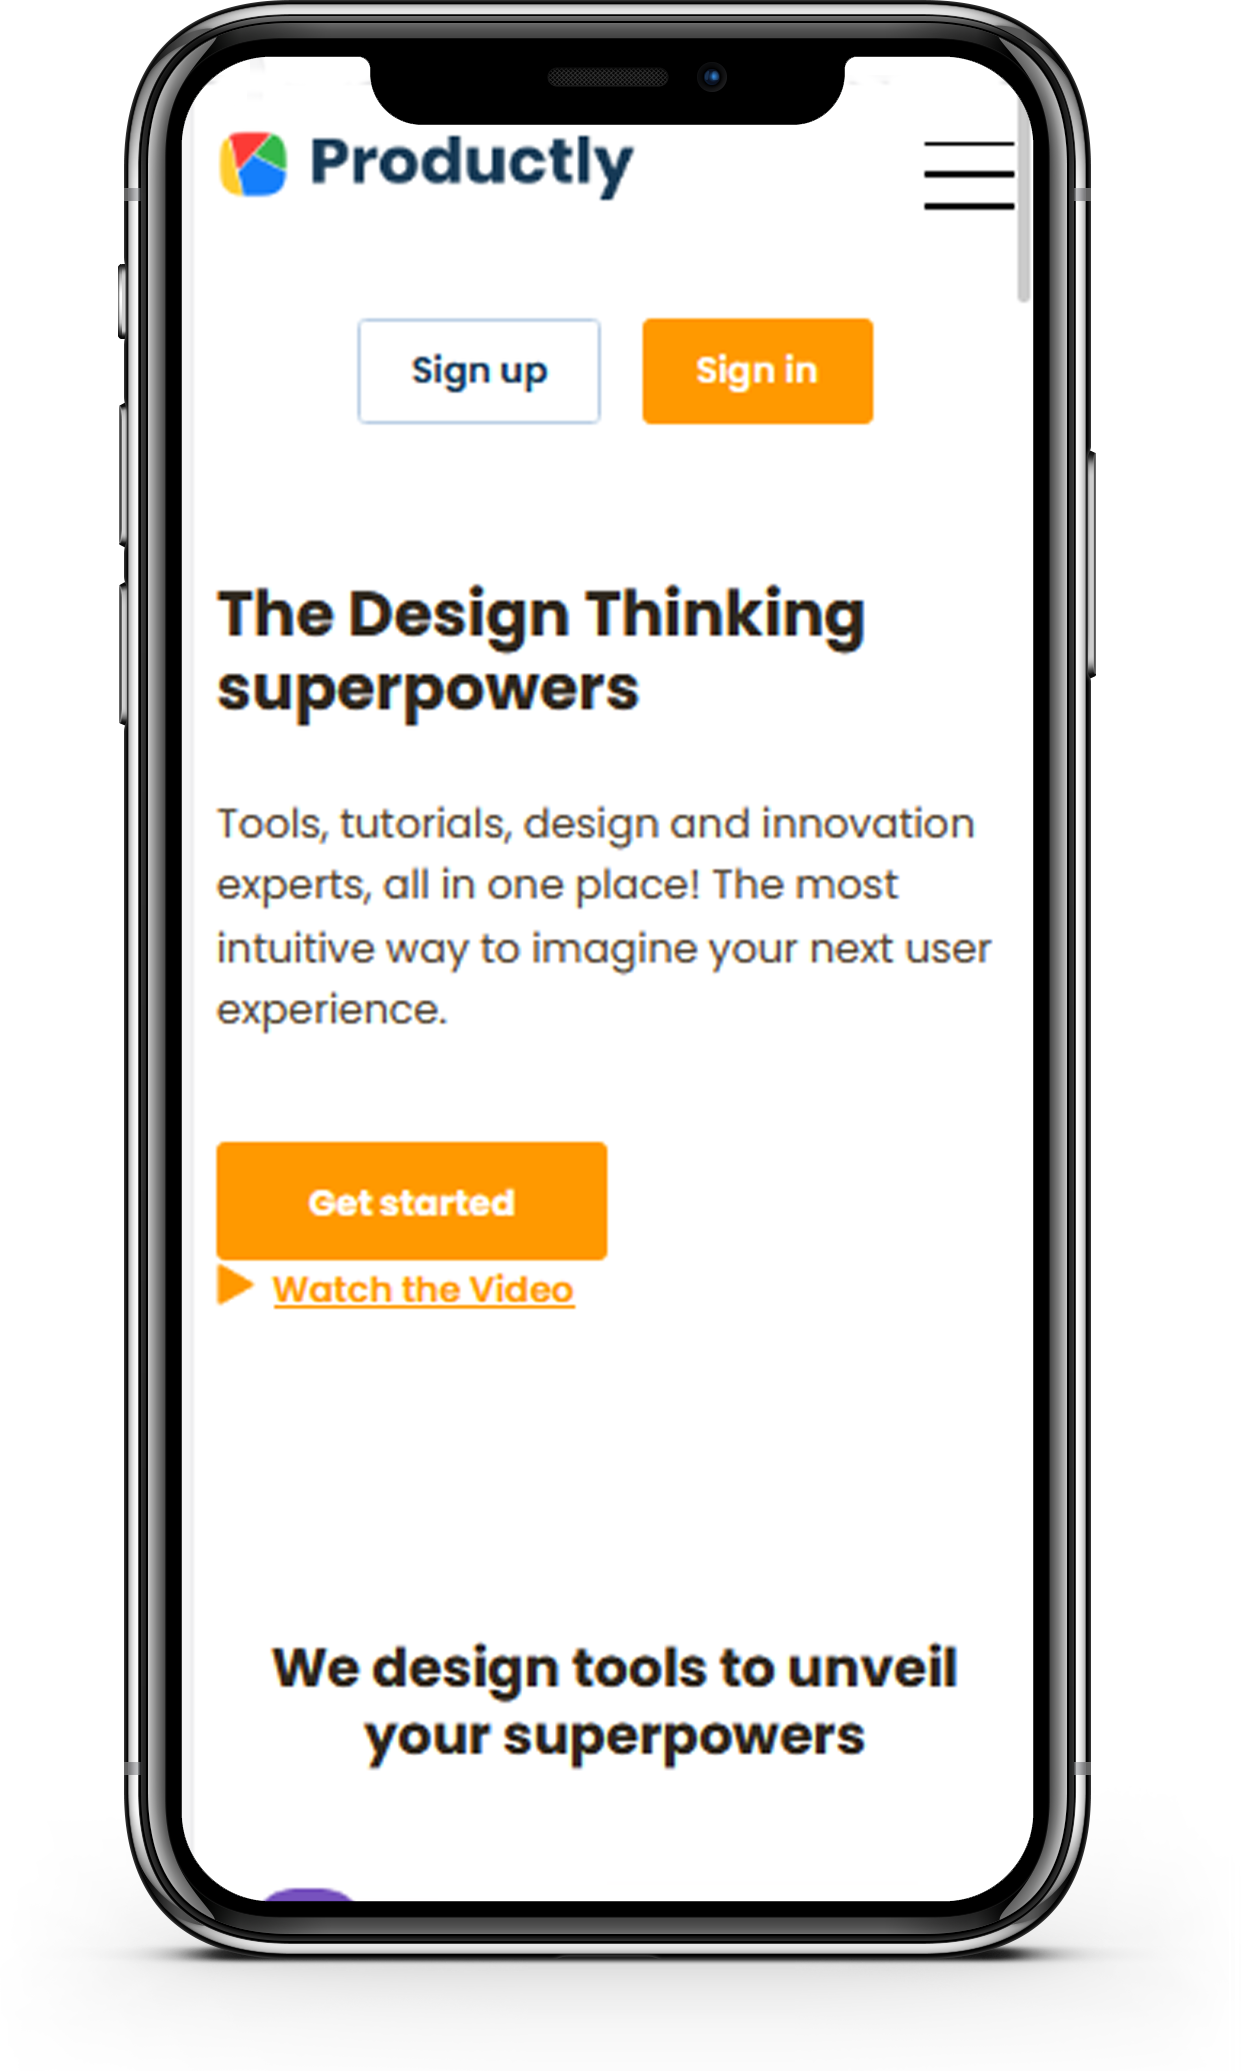 Productly
Sign up
Sign in
The Design Thinking
superpowers
Tools, tutorials, design and innovation
experts, all in one place! The most
intuitive way to imagine your next user
experience.
Get started
Watch the Video
We design tools to unveil
your superpowers